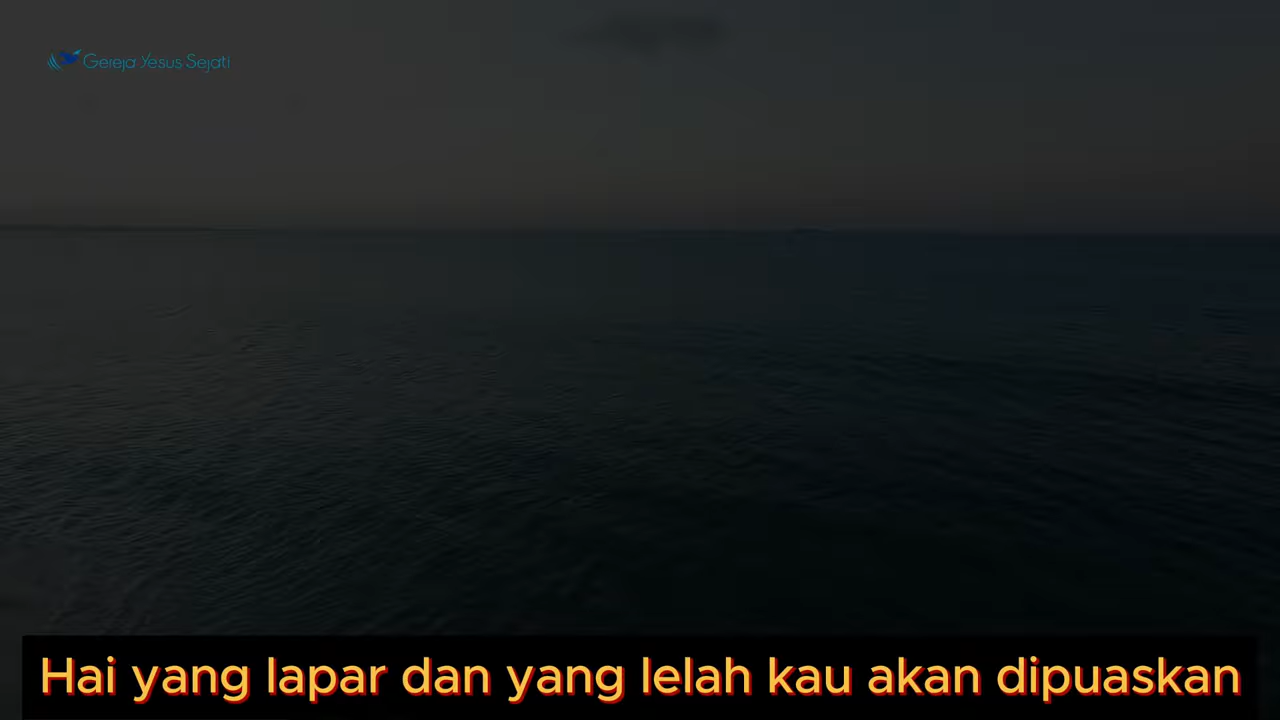 Gereja Yesus Sejati
Hai yang lapar dan yang lelah kau akan dipuaskan